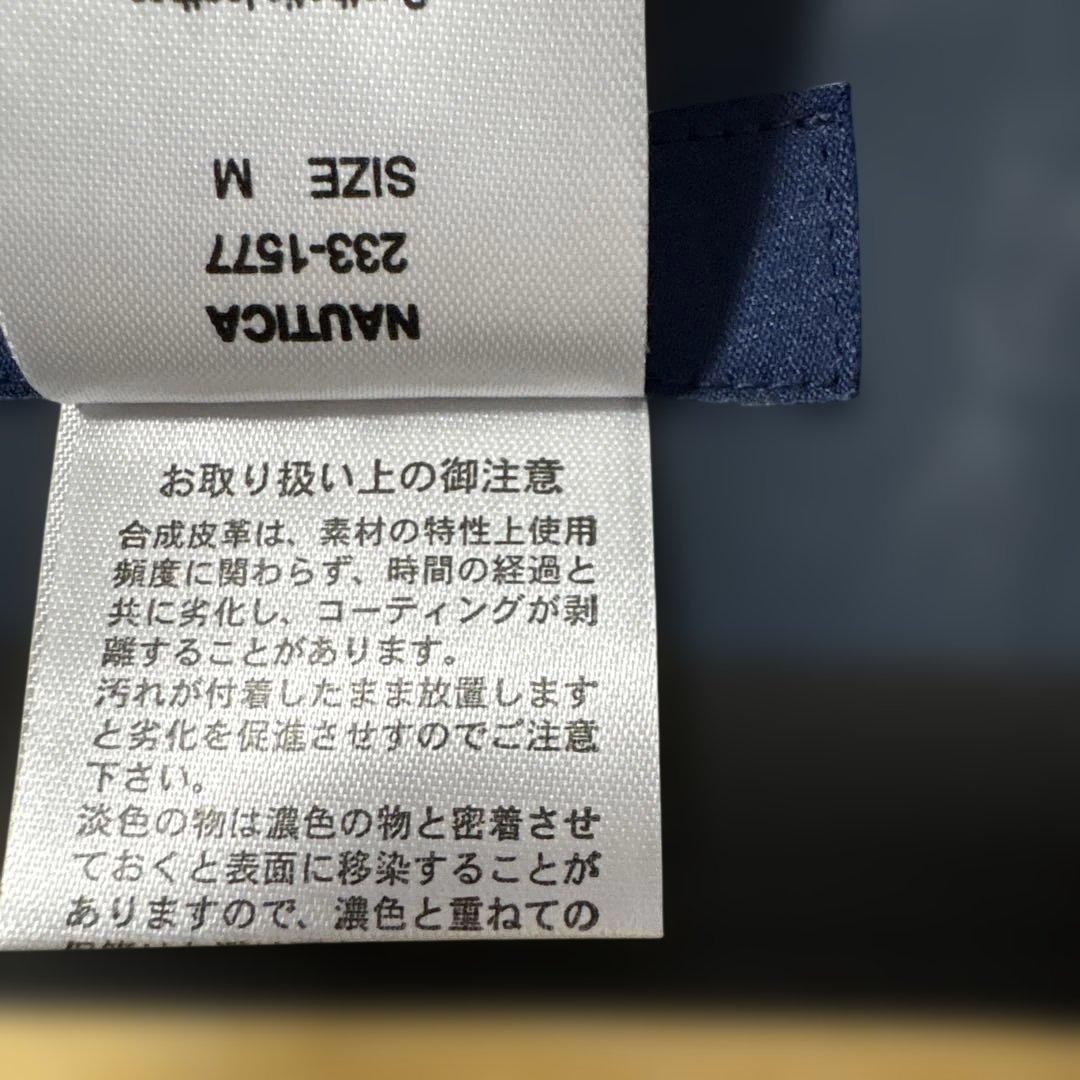 NAUTICA
233-1577
SIZE M
お取り扱い上の御注意
合成皮革は、素材の特性上使用
頻度に関わらず、時間の経過と
共に劣化し、コーティングが剥
離することがあります。
汚れが付着したまま放置します
と劣化を促進させすのでご注意
下さい。
淡色の物は濃色の物と密着させ
ておくと表面に移染することが
ありますので、濃色と重ねての